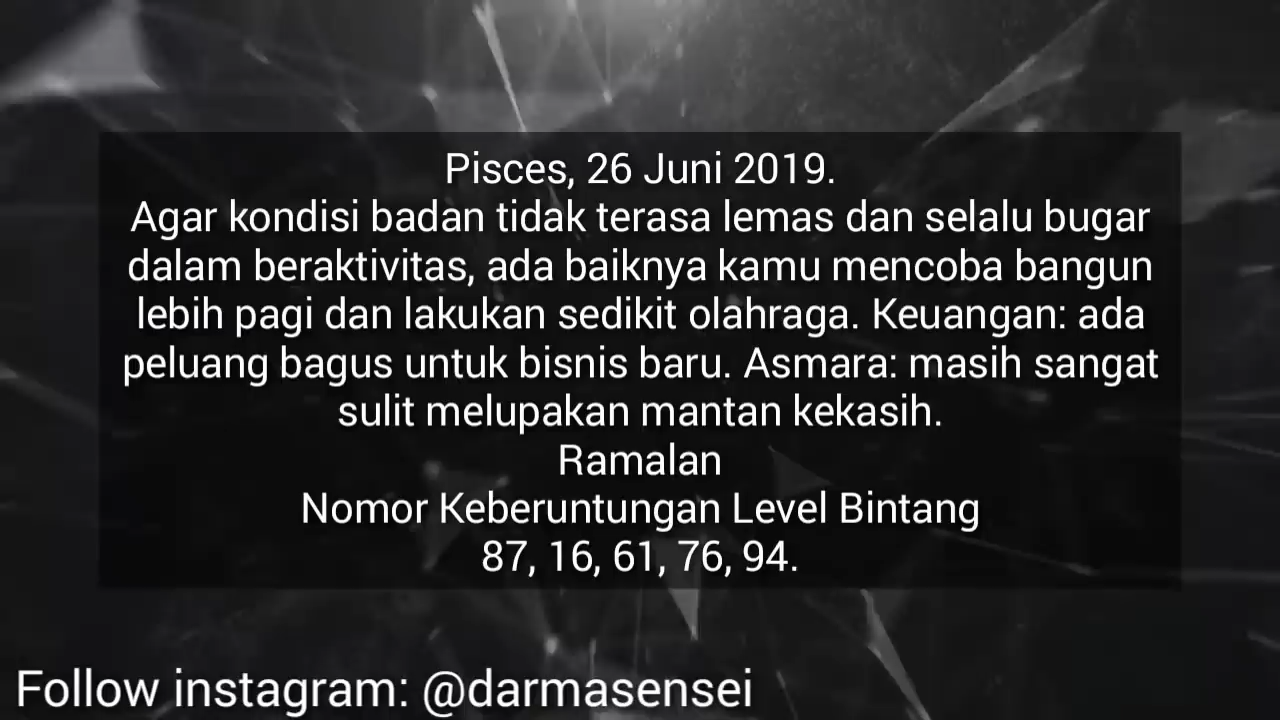 Pisces, 26 Juni 2019.
Agar kondisi badan tidak terasa lemas dan selalu bugar
dalam beraktivitas, ada baiknya kamu mencoba bangun
lebih pagi dan lakukan sedikit olahraga. Keuangan: ada
peluang bagus untuk bisnis baru. Asmara: masih sangat
sulit melupakan mantan kekasih.
Ramalan
Nomor Keberuntungan Level Bintang
87, 16, 61, 76, 94.
Follow instagram: @darmasensei